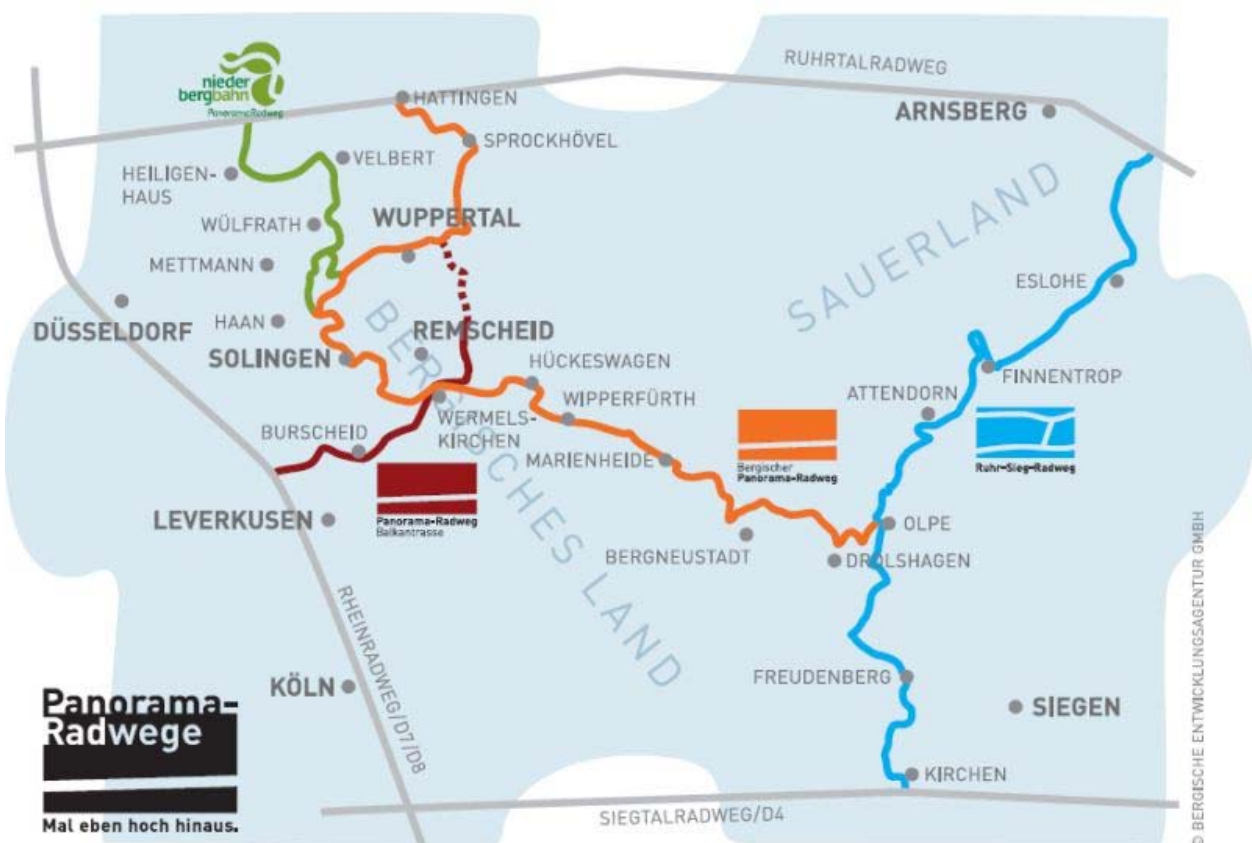 RUHRTALRADWEG
nieder
bergbahn
PanoramaRadweg
HATTINGEN
ARNSBERG
SPROCKHÖVEL
VELBERT
HEILIGEN-
HAUS
WUPPERTAL
WÜLFRATH
SAUERLAND
METTMANN
ESLOHE
DÜSSELDORF
HAAN
REMSCHEID
SOLINGEN
BERGISCHES LAND
HÜCKESWAGEN
FINNENTROP
ATTENDORN
WIPPERFÜRTH
WERMELS-
KIRCHEN
BURSCHEID
MARIENHEIDE
Bergischer
Panorama-Radweg
Ruhr-Sieg-Radweg
LEVERKUSEN
Panorama-Radweg
Balkantrasse
OLPE
BERGNEUSTADT
DROLSHAGEN
RHEINRADWEG/D7/D8
KÖLN
FREUDENBERG
SIEGEN
Panorama-
Radwege
Mal eben hoch hinaus.
KIRCHEN
SIEGTALRADWEG/D4
© BERGISCHE ENTWICKLUNGSAGENTUR GMBH